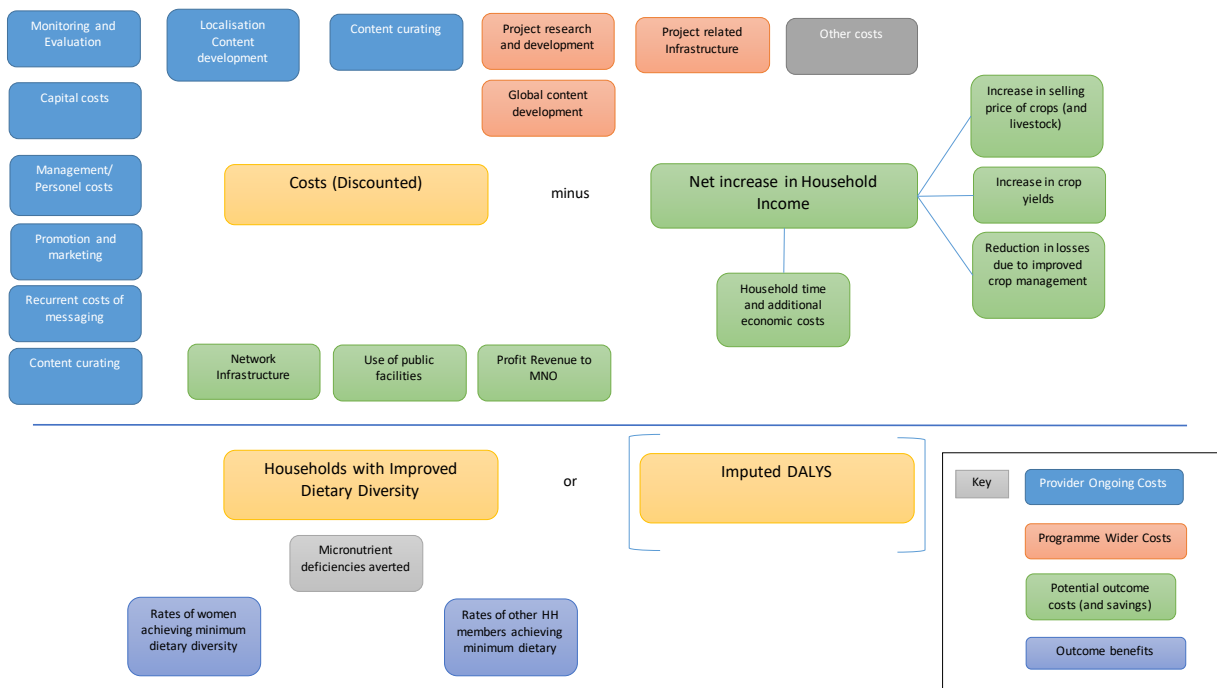 Monitoring and
Evaluation
Localisation
Content
development
Content curating
Project research
and development
Project related
Infrastructure
Other costs
Capital costs
Global content
development
Increase in selling
price of crops (and
livestock)
Management/
Personel costs
Costs (Discounted)
minus
Net increase in Household
Income
Increase in crop
yields
Promotion and
marketing
Reduction in losses
due to improved
crop management
Recurrent costs of
messaging
Household time
and additional
economic costs
Content curating
Network
Infrastructure
Use of public
facilities
Profit Revenue to
MNO
Households with Improved
Dietary Diversity
or
Imputed DALYS
Key
Provider Ongoing Costs
Programme Wider Costs
Potential outcome
costs (and savings)
Outcome benefits
Micronutrient
deficiencies averted
Rates of women
achieving minimum
dietary diversity
Rates of other HH
members achieving
minimum dietary